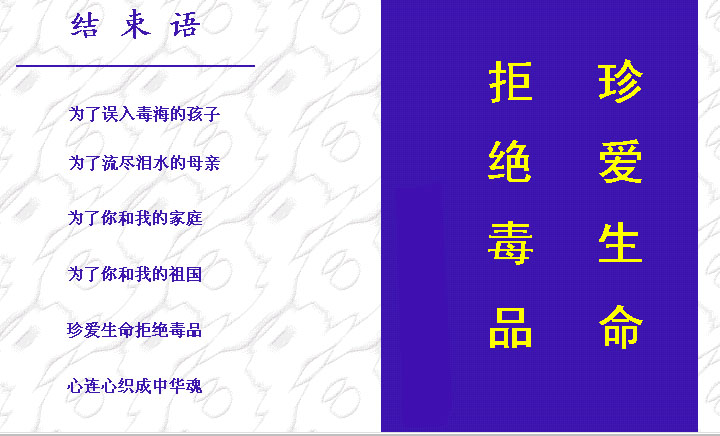 结束语
为了误入毒海的孩子
为了流尽泪水的母亲
为了你和我的家庭
为了你和我的祖国
珍爱生命拒绝毒品
心连心织成中华魂
珍爱生命
拒绝毒品